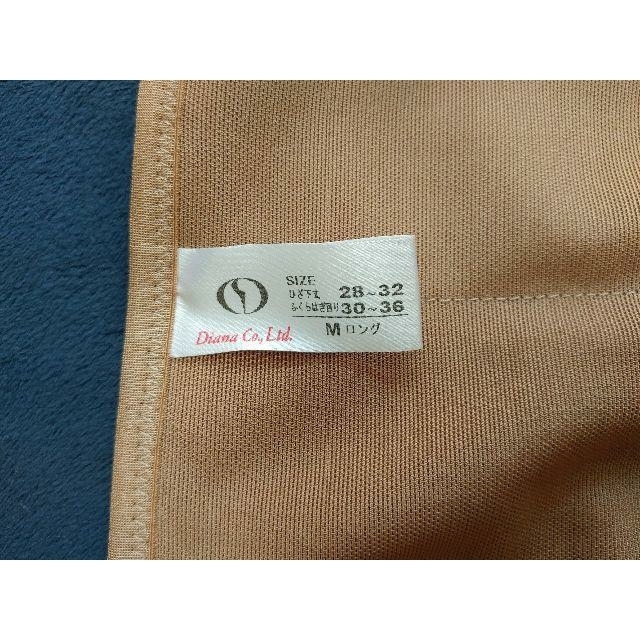 SIZE
ひざ下丈 28~32
ふくらはぎ回り 30~36
Diana Co., Ltd.
M ロング